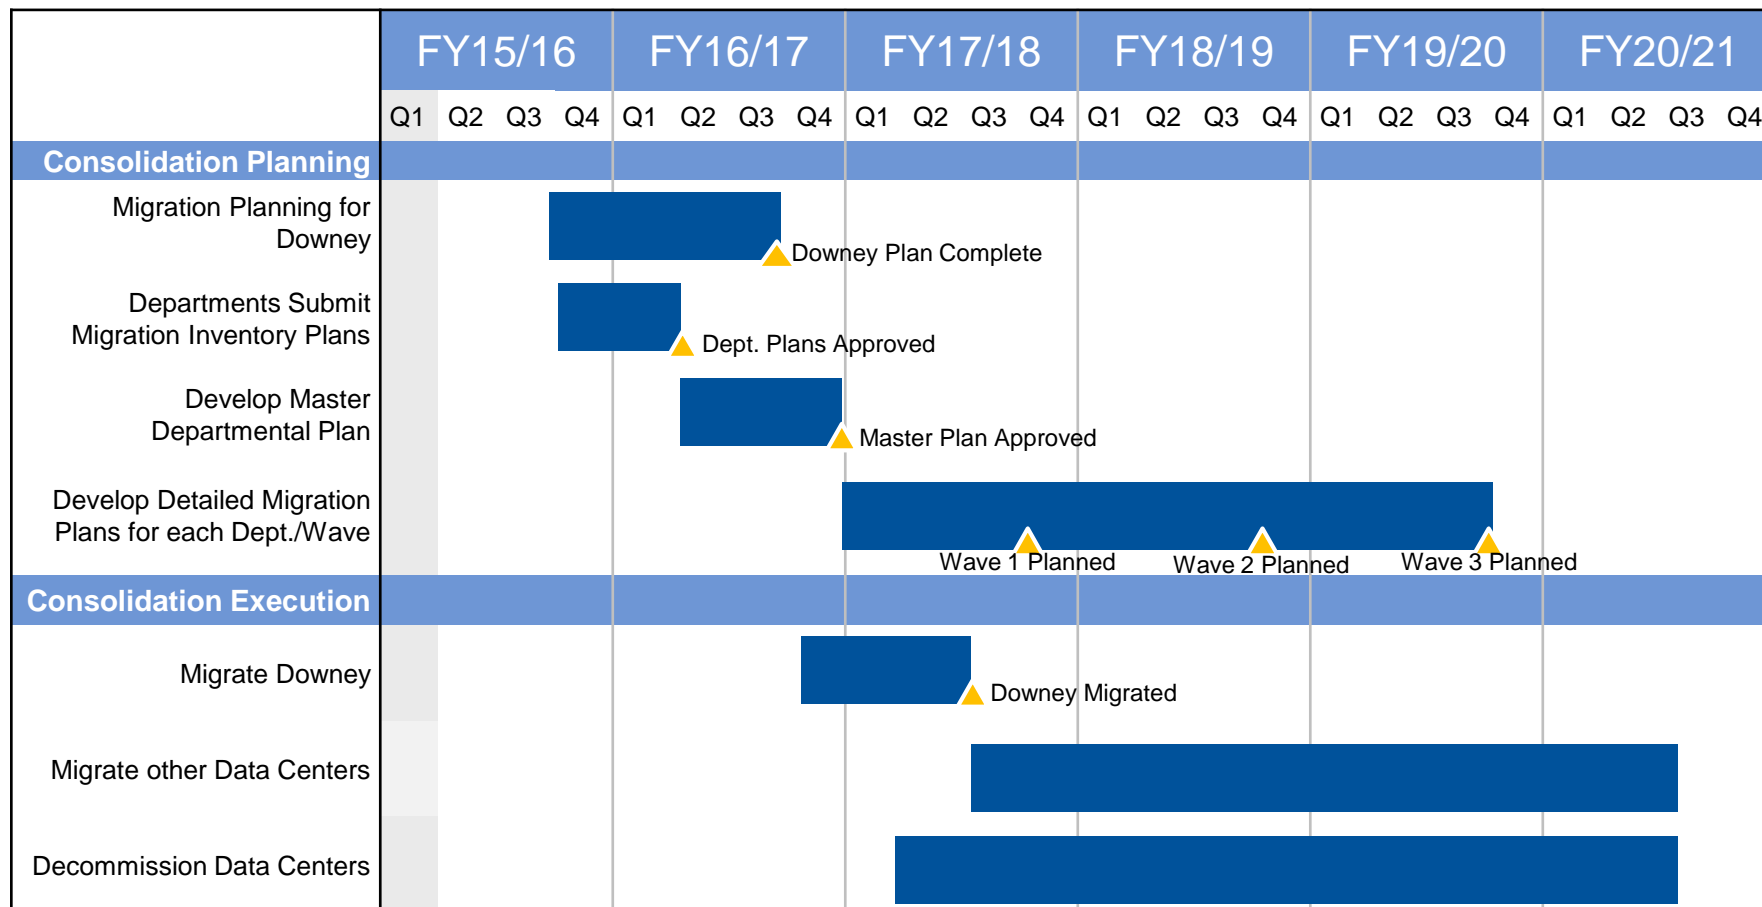 FY15/16 FY16/17 FY17/18 FY18/19 FY19/20 FY20/21
Q1 Q2 Q3 Q4 Q1 Q2 Q3 Q4 Q1 Q2 Q3 Q4 Q1 Q2 Q3 Q4 Q1 Q2 Q3 Q4 Q1 Q2 Q3 Q4
Consolidation Planning
Migration Planning for
Downey
Downey Plan Complete
Departments Submit
Migration Inventory Plans
Dept. Plans Approved
Develop Master
Departmental Plan
Master Plan Approved
Develop Detailed Migration
Plans for each Dept./Wave
Wave 1 Planned
Wave 2 Planned
Wave 3 Planned
Consolidation Execution
Migrate Downey
Downey Migrated
Migrate other Data Centers
Decommission Data Centers